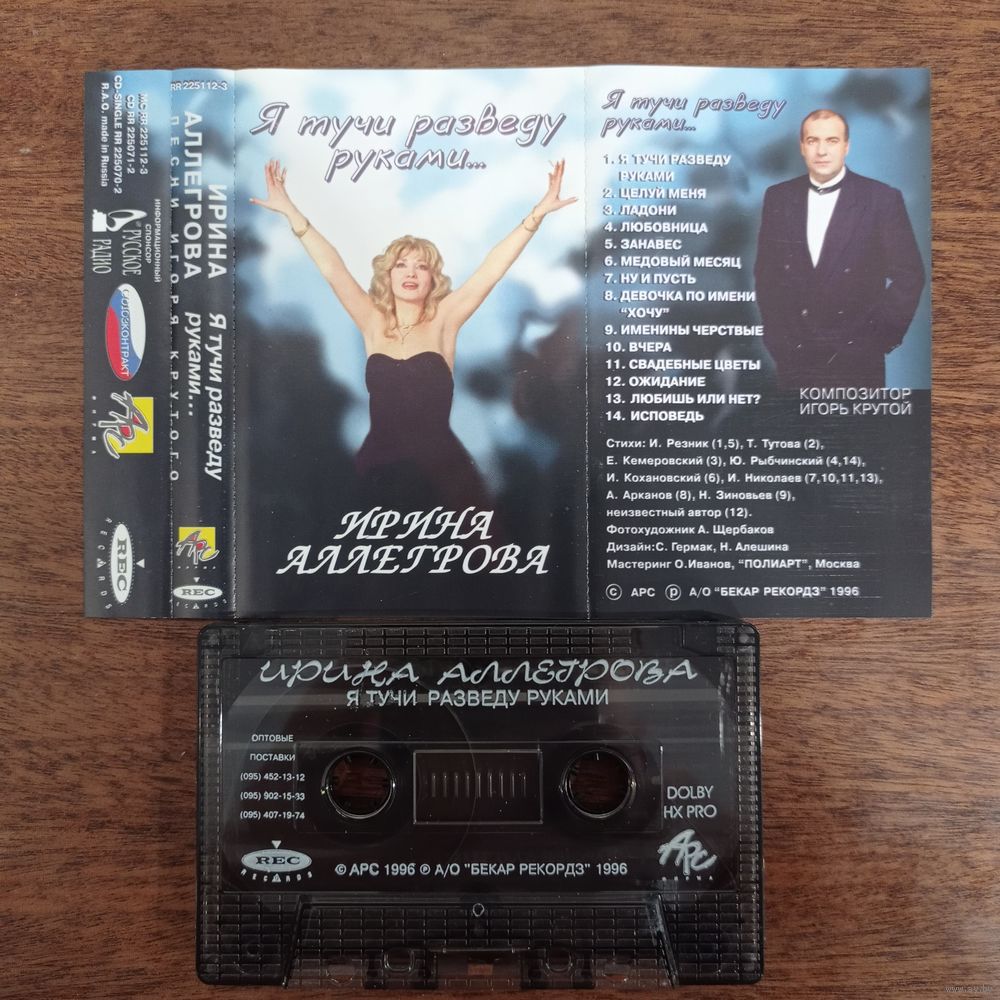 MC RR 225112-3
CD RR 225071-2
CD-SINGLE RR 225070-2
R.A.O. made in Russia
ИНФОРМАЦИОННЫЙ
СПОНСОР
РУССКОЕ
РАДИО
СОЮЗКОНТРАКТ
АРС
REC
RECORDS
RR 225112-3
ИРИНА
АЛЛЕГРОВА
Я тучи разведу
руками...
ПЕСНИ ИГОРЯ КРУТОГО
АРС
REC
RECORDS
Я тучи разведу
руками...
ИРИНА
АЛЛЕГРОВА
Я тучи разведу
руками...
1. Я ТУЧИ РАЗВЕДУ
РУКАМИ
2. ЦЕЛУЙ МЕНЯ
3. ЛАДОНИ
4. ЛЮБОВНИЦА
5. ЗАНАВЕС
6. МЕДОВЫЙ МЕСЯЦ
7. НУ И ПУСТЬ
8. ДЕВОЧКА ПО ИМЕНИ
"ХОЧУ"
9. ИМЕНИНЫ ЧЕРСТВЫЕ
10. ВЧЕРА
11. СВАДЕБНЫЕ ЦВЕТЫ
12. ОЖИДАНИЕ
13. ЛЮБИШЬ ИЛИ НЕТ?
14. ИСПОВЕДЬ
КОМПОЗИТОР
ИГОРЬ КРУТОЙ
Стихи: И. Резник (1,5), Т. Тутова (2),
Е. Кемеровский (3), Ю. Рыбчинский (4,14),
И. Кохановский (6), И. Николаев (7,10,11,13),
А. Арканов (8), Н. Зиновьев (9),
неизвестный автор (12).
Фотохудожник А. Щербаков
Дизайн: С. Гермак, Н. Алешина
Мастеринг О.Иванов, "ПОЛИАРТ", Москва
© АРС ℗ А/О "БЕКАР РЕКОРДЗ" 1996
ИРИНА АЛЛЕГРОВА
Я ТУЧИ РАЗВЕДУ РУКАМИ
ОПТОВЫЕ
ПОСТАВКИ
(095) 452-13-12
(095) 902-15-33
(095) 407-19-74
DOLBY
HX PRO
REC
RECORDS
АРС
© АРС 1996 ℗ А/О "БЕКАР РЕКОРДЗ" 1996